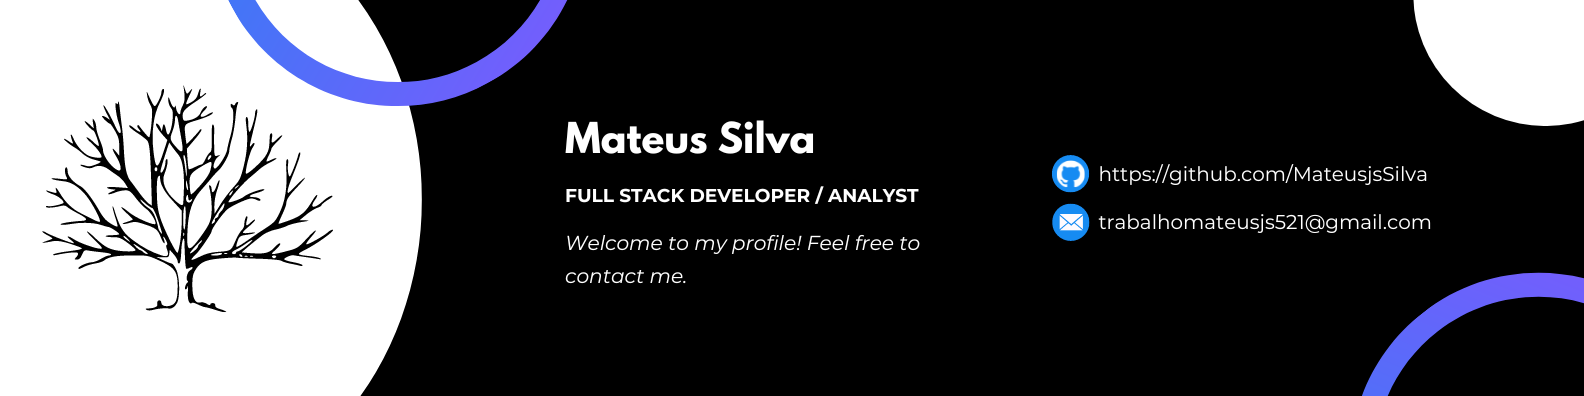 Mateus Silva
FULL STACK DEVELOPER / ANALYST
Welcome to my profile! Feel free to
contact me.
https://github.com/MateusjsSilva
trabalhomateusjs521@gmail.com